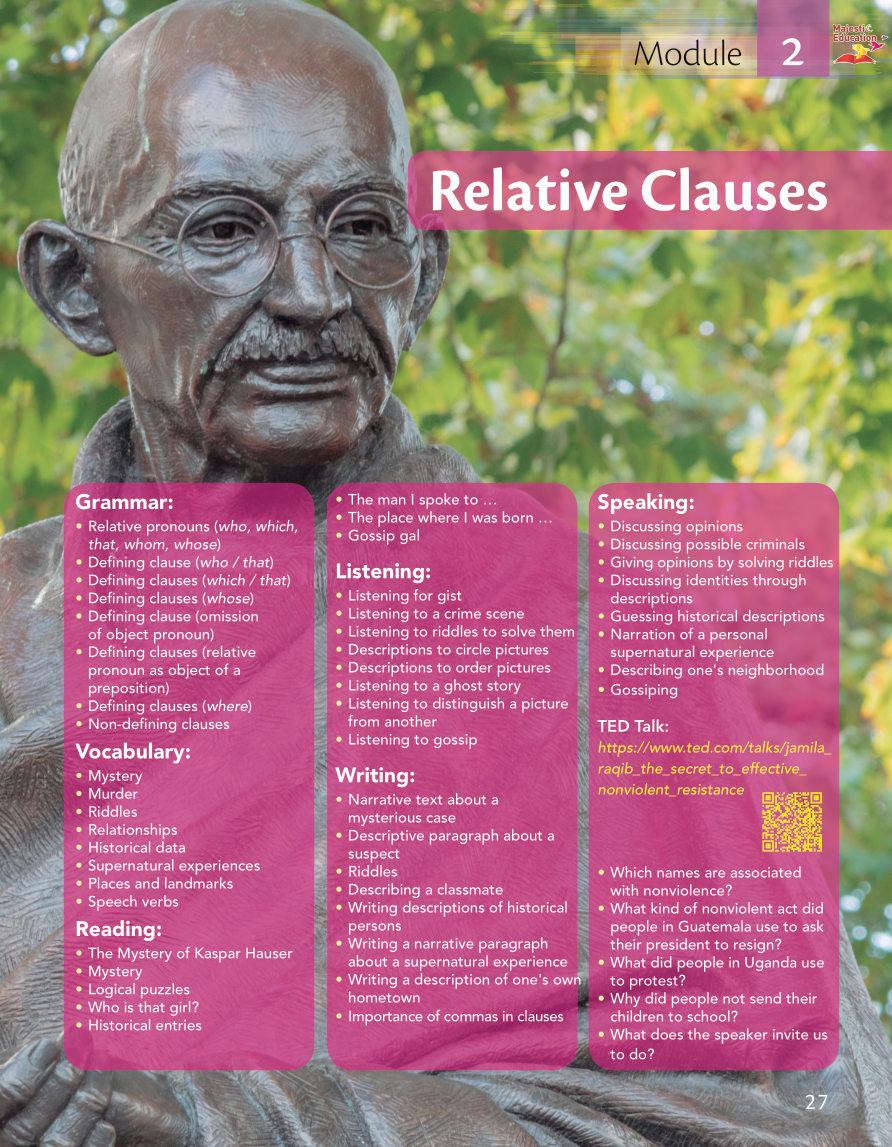 Module 2
Majestic
Education
Relative Clauses
Grammar:
• Relative pronouns (who, which,
that, whom, whose)
• Defining clause (who / that)
• Defining clauses (which / that)
• Defining clauses (whose)
• Defining clause (omission
of object pronoun)
• Defining clauses (relative
pronoun as object of a
preposition)
• Defining clauses (where)
• Non-defining clauses
Vocabulary:
• Mystery
• Murder
• Riddles
• Relationships
• Historical data
• Supernatural experiences
• Places and landmarks
• Speech verbs
Reading:
• The Mystery of Kaspar Hauser
• Mystery
• Logical puzzles
• Who is that girl?
• Historical entries
• The man I spoke to …
• The place where I was born …
• Gossip gal
Listening:
• Listening for gist
• Listening to a crime scene
• Listening to riddles to solve them
• Descriptions to circle pictures
• Descriptions to order pictures
• Listening to a ghost story
• Listening to distinguish a picture
from another
• Listening to gossip
Writing:
• Narrative text about a
mysterious case
• Descriptive paragraph about a
suspect
• Riddles
• Describing a classmate
• Writing descriptions of historical
persons
• Writing a narrative paragraph
about a supernatural experience
• Writing a description of one's own
hometown
• Importance of commas in clauses
Speaking:
• Discussing opinions
• Discussing possible criminals
• Giving opinions by solving riddles
• Discussing identities through
descriptions
• Guessing historical descriptions
• Narration of a personal
supernatural experience
• Describing one's neighborhood
• Gossiping
TED Talk:
https://www.ted.com/talks/jamila_
raqib_the_secret_to_effective_
nonviolent_resistance
• Which names are associated
with nonviolence?
• What kind of nonviolent act did
people in Guatemala use to ask
their president to resign?
• What did people in Uganda use
to protest?
• Why did people not send their
children to school?
• What does the speaker invite us
to do?
27